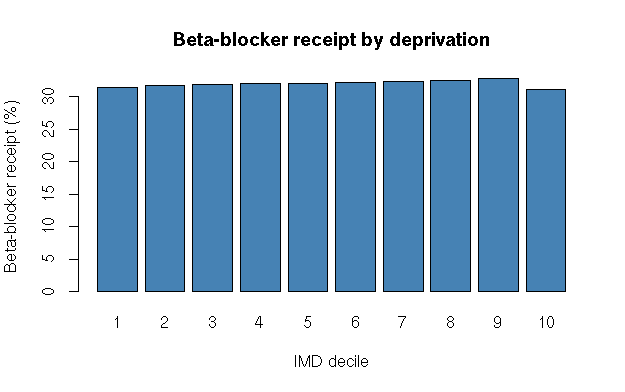 Beta-blocker receipt by deprivation
Beta-blocker receipt (%)
30
25
20
15
10
5
0
1 2 3 4 5 6 7 8 9 10
IMD decile